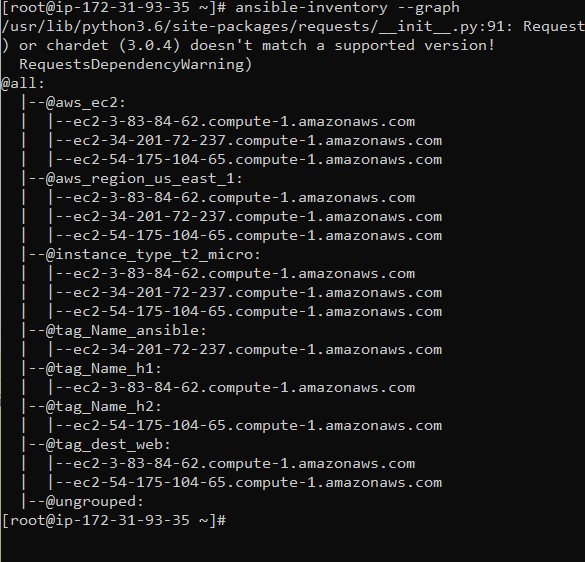 [root@ip-172-31-93-35 ~]# ansible-inventory --graph
/usr/lib/python3.6/site-packages/requests/__init__.py:91: Request
) or chardet (3.0.4) doesn't match a supported version!
  RequestsDependencyWarning)
@all:
  |--@aws_ec2:
  |  |--ec2-3-83-84-62.compute-1.amazonaws.com
  |  |--ec2-34-201-72-237.compute-1.amazonaws.com
  |  |--ec2-54-175-104-65.compute-1.amazonaws.com
  |--@aws_region_us_east_1:
  |  |--ec2-3-83-84-62.compute-1.amazonaws.com
  |  |--ec2-34-201-72-237.compute-1.amazonaws.com
  |  |--ec2-54-175-104-65.compute-1.amazonaws.com
  |--@instance_type_t2_micro:
  |  |--ec2-3-83-84-62.compute-1.amazonaws.com
  |  |--ec2-34-201-72-237.compute-1.amazonaws.com
  |  |--ec2-54-175-104-65.compute-1.amazonaws.com
  |--@tag_Name_ansible:
  |  |--ec2-34-201-72-237.compute-1.amazonaws.com
  |--@tag_Name_h1:
  |  |--ec2-3-83-84-62.compute-1.amazonaws.com
  |--@tag_Name_h2:
  |  |--ec2-54-175-104-65.compute-1.amazonaws.com
  |--@tag_dest_web:
  |  |--ec2-3-83-84-62.compute-1.amazonaws.com
  |  |--ec2-54-175-104-65.compute-1.amazonaws.com
  |--@ungrouped:
[root@ip-172-31-93-35 ~]#